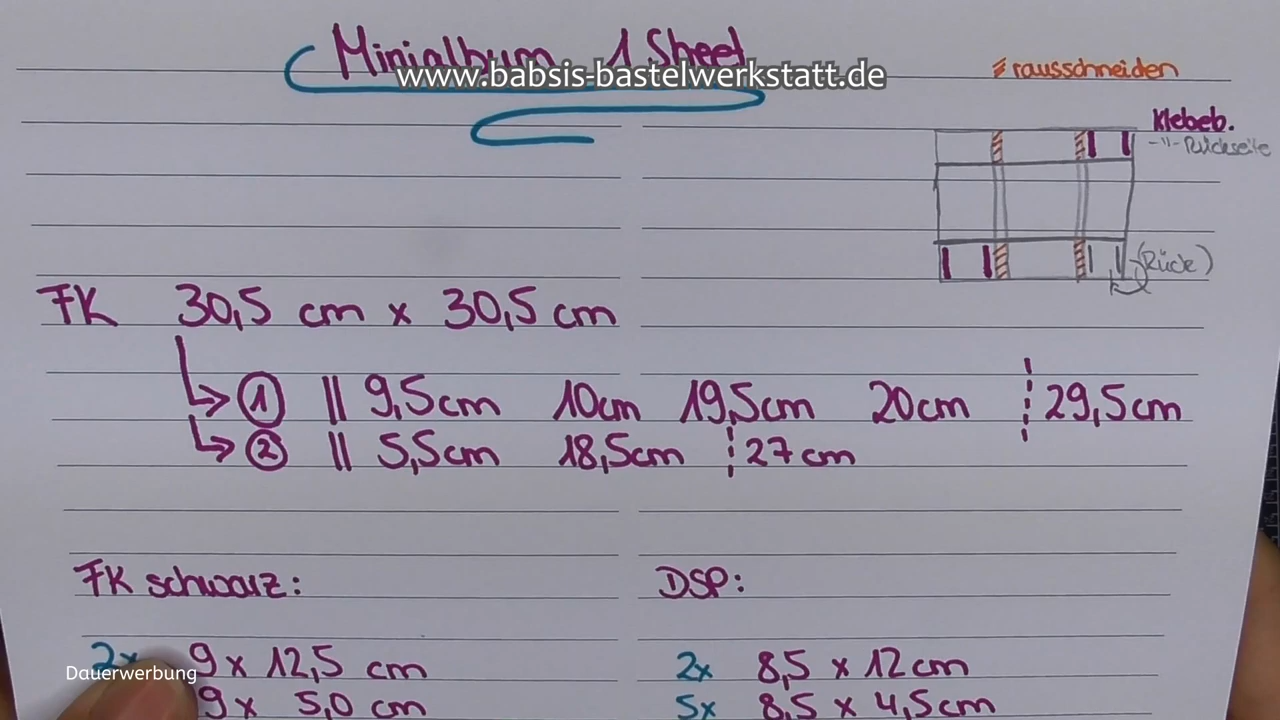 Minialbum 1 Sheet
www.babsis-bastelwerkstatt.de
rausschneiden
Klebeb.
-"- Rückseite
(Rück)
FK 30,5 cm x 30,5 cm
① || 9,5cm 10cm 19,5cm 20cm ¦ 29,5cm
② || 5,5cm 18,5cm ¦ 27cm
FK schwarz: DSP:
2x 9 x 12,5 cm 2x 8,5 x 12cm
9 x 5,0 cm 5x 8,5 x 4,5cm
Dauerwerbung